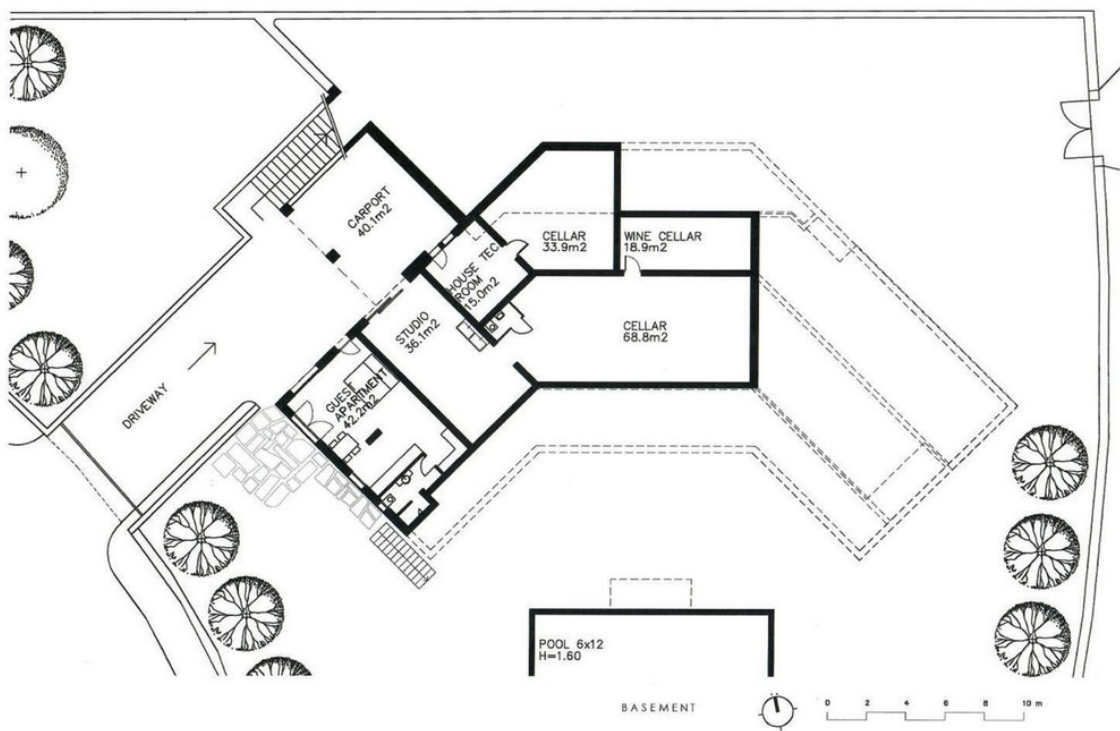 CARPORT
40.1m2
CELLAR
33.9m2
WINE CELLAR
18.9m2
HOUSE TEC
ROOM
15.0m2
STUDIO
36.1m2
CELLAR
68.8m2
GUEST
APARTMENT
42.2m2
DRIVEWAY
POOL 6x12
H=1.60
BASEMENT
0 2 4 6 8 10 m